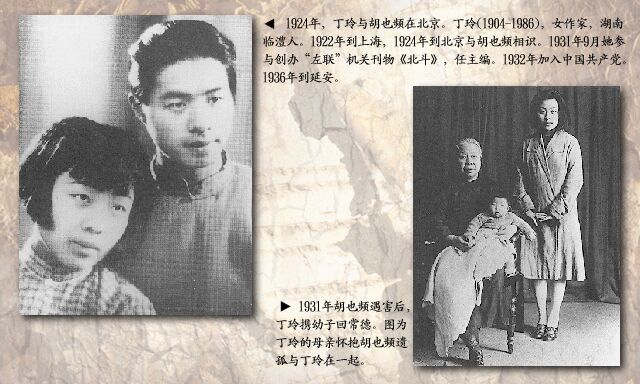 ◀ 1924年，丁玲与胡也频在北京。丁玲(1904-1986)，女作家，湖南
临澧人。1922年到上海，1924年到北京与胡也频相识。1931年9月她参
与创办“左联”机关刊物《北斗》，任主编。1932年加入中国共产党。
1936年到延安。
▶ 1931年胡也频遇害后，
丁玲携幼子回常德。图为
丁玲的母亲怀抱胡也频遗
孤与丁玲在一起。